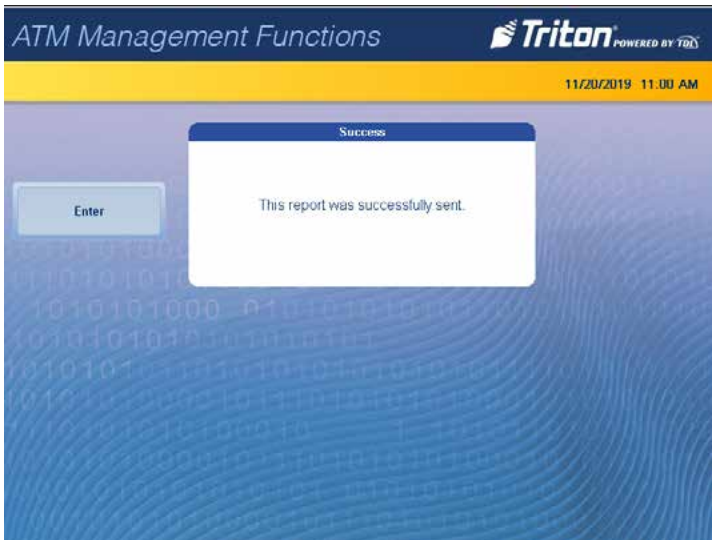 ATM Management Functions
Triton POWERED BY TDL
11/20/2019 11:00 AM
Success
This report was successfully sent.
Enter